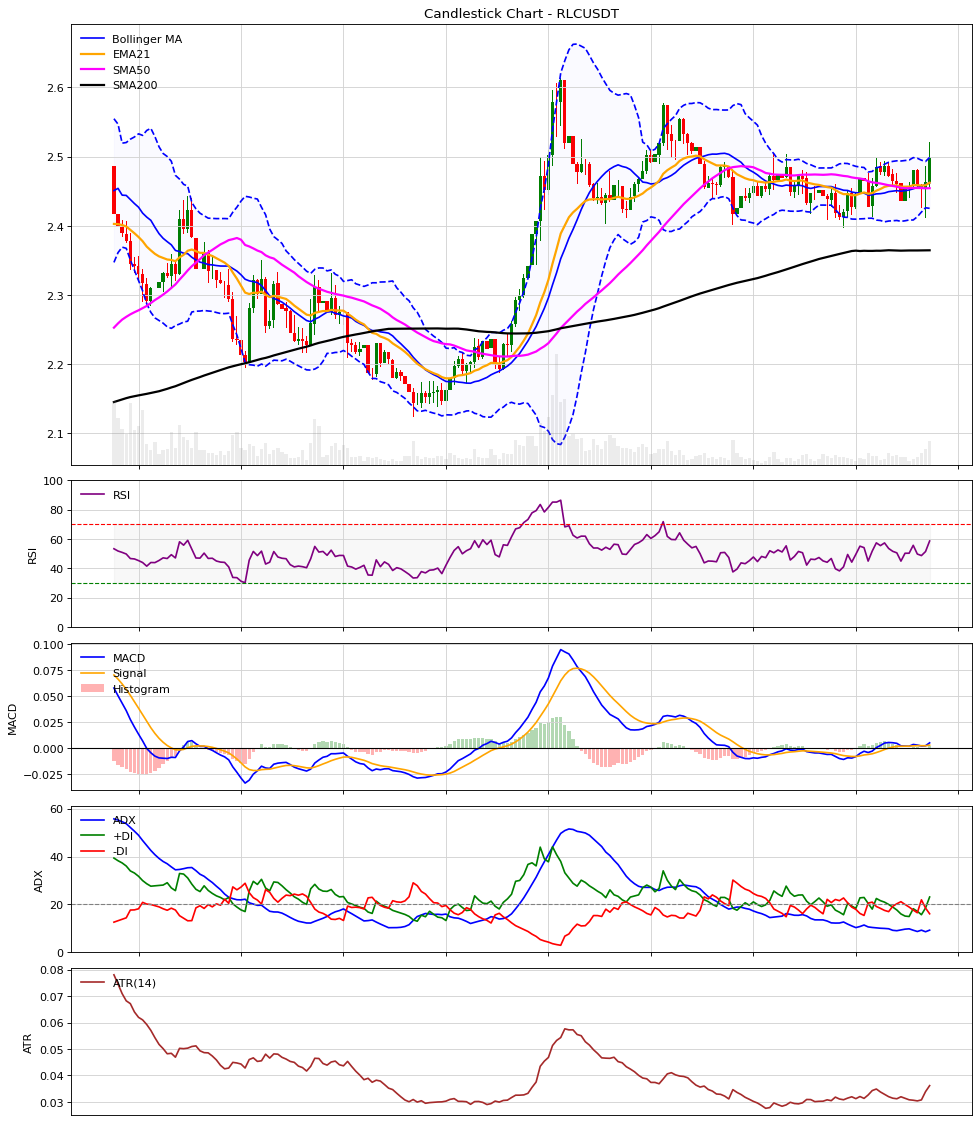 Candlestick Chart - RLCUSDT
Bollinger MA
EMA21
SMA50
SMA200
2.6
2.5
2.4
2.3
2.2
2.1
RSI
RSI
100
80
60
40
20
0
MACD
MACD
Signal
Histogram
0.100
0.075
0.050
0.025
0.000
−0.025
ADX
ADX
+DI
-DI
60
40
20
0
ATR
ATR(14)
0.08
0.07
0.06
0.05
0.04
0.03